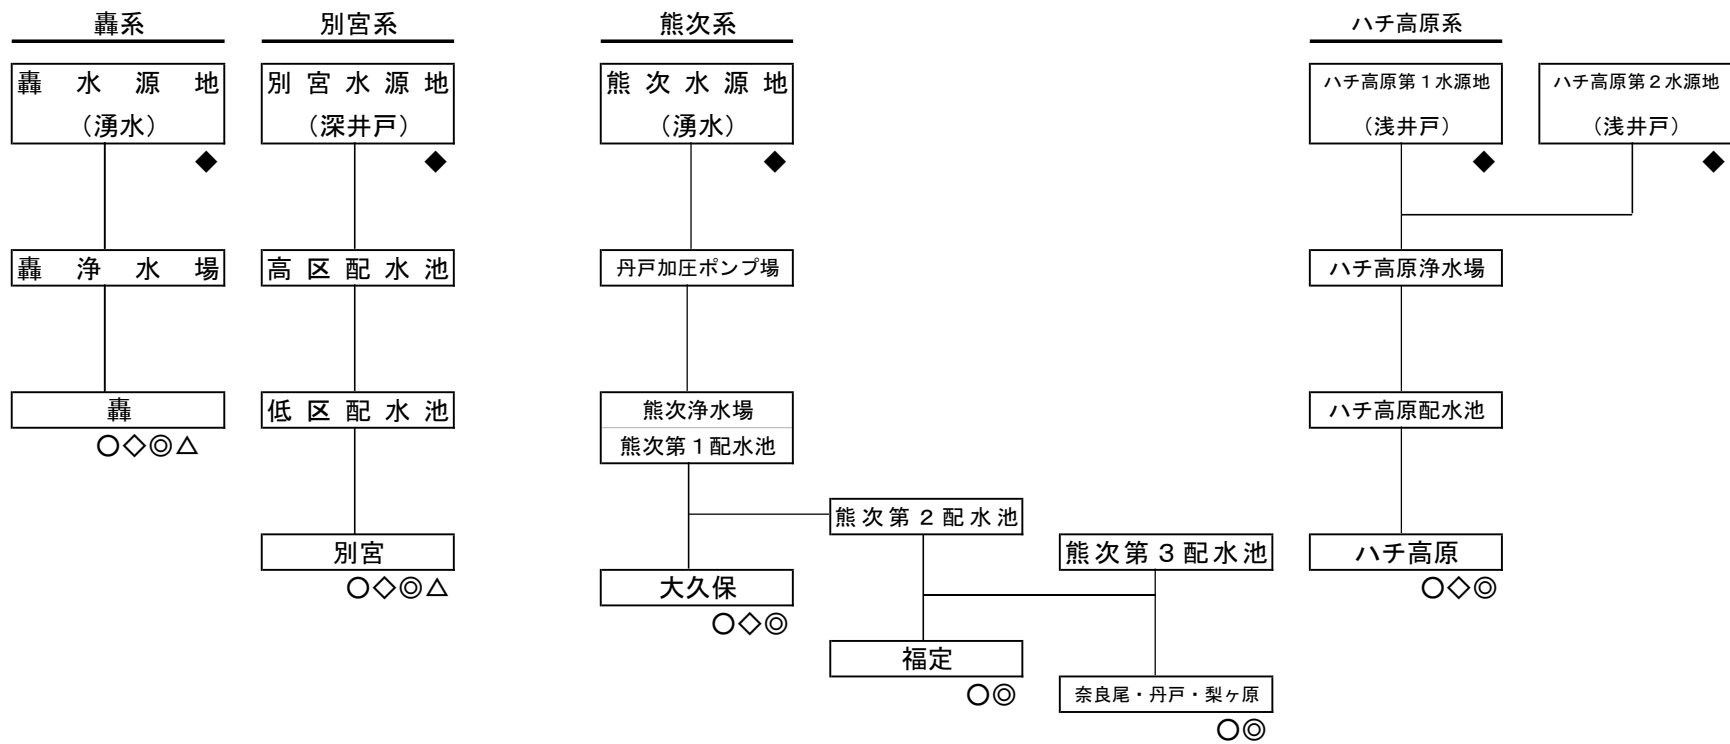 轟系
別宮系
熊次系
ハチ高原系
轟水源地
(湧水)
◆
別宮水源地
(深井戸)
◆
熊次水源地
(湧水)
◆
ハチ高原第1水源地
(浅井戸)
◆
ハチ高原第2水源地
(浅井戸)
◆
轟浄水場
高区配水池
丹戸加圧ポンプ場
ハチ高原浄水場
轟
○◇◎△
低区配水池
熊次浄水場
熊次第1配水池
ハチ高原配水池
熊次第2配水池
別宮
○◇◎△
熊次第3配水池
ハチ高原
○◇◎
大久保
○◇◎
福定
○◎
奈良尾・丹戸・梨ヶ原
○◎